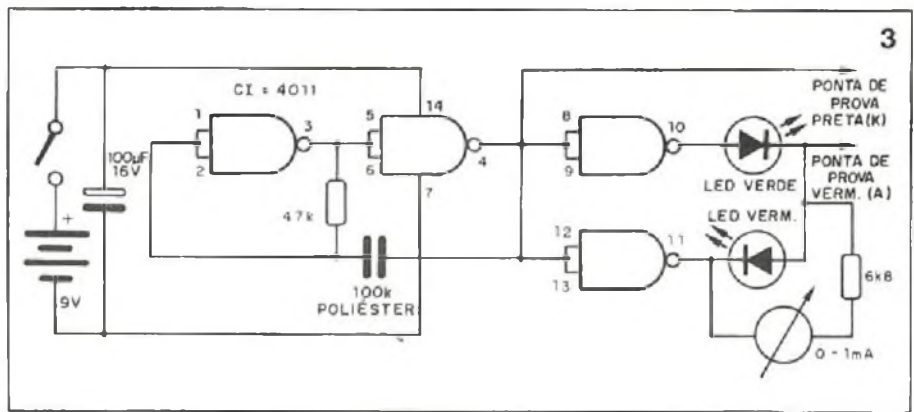 3
CI = 4011
1
2
3
5
6
14
4
7
8
9
10
12
13
11
100µF
16V
+
9V
47k
100k
POLIÉSTER
LED VERDE
LED VERM.
PONTA DE
PROVA
PRETA(K)
PONTA DE
PROVA
VERM. (A)
6k8
0 - 1mA